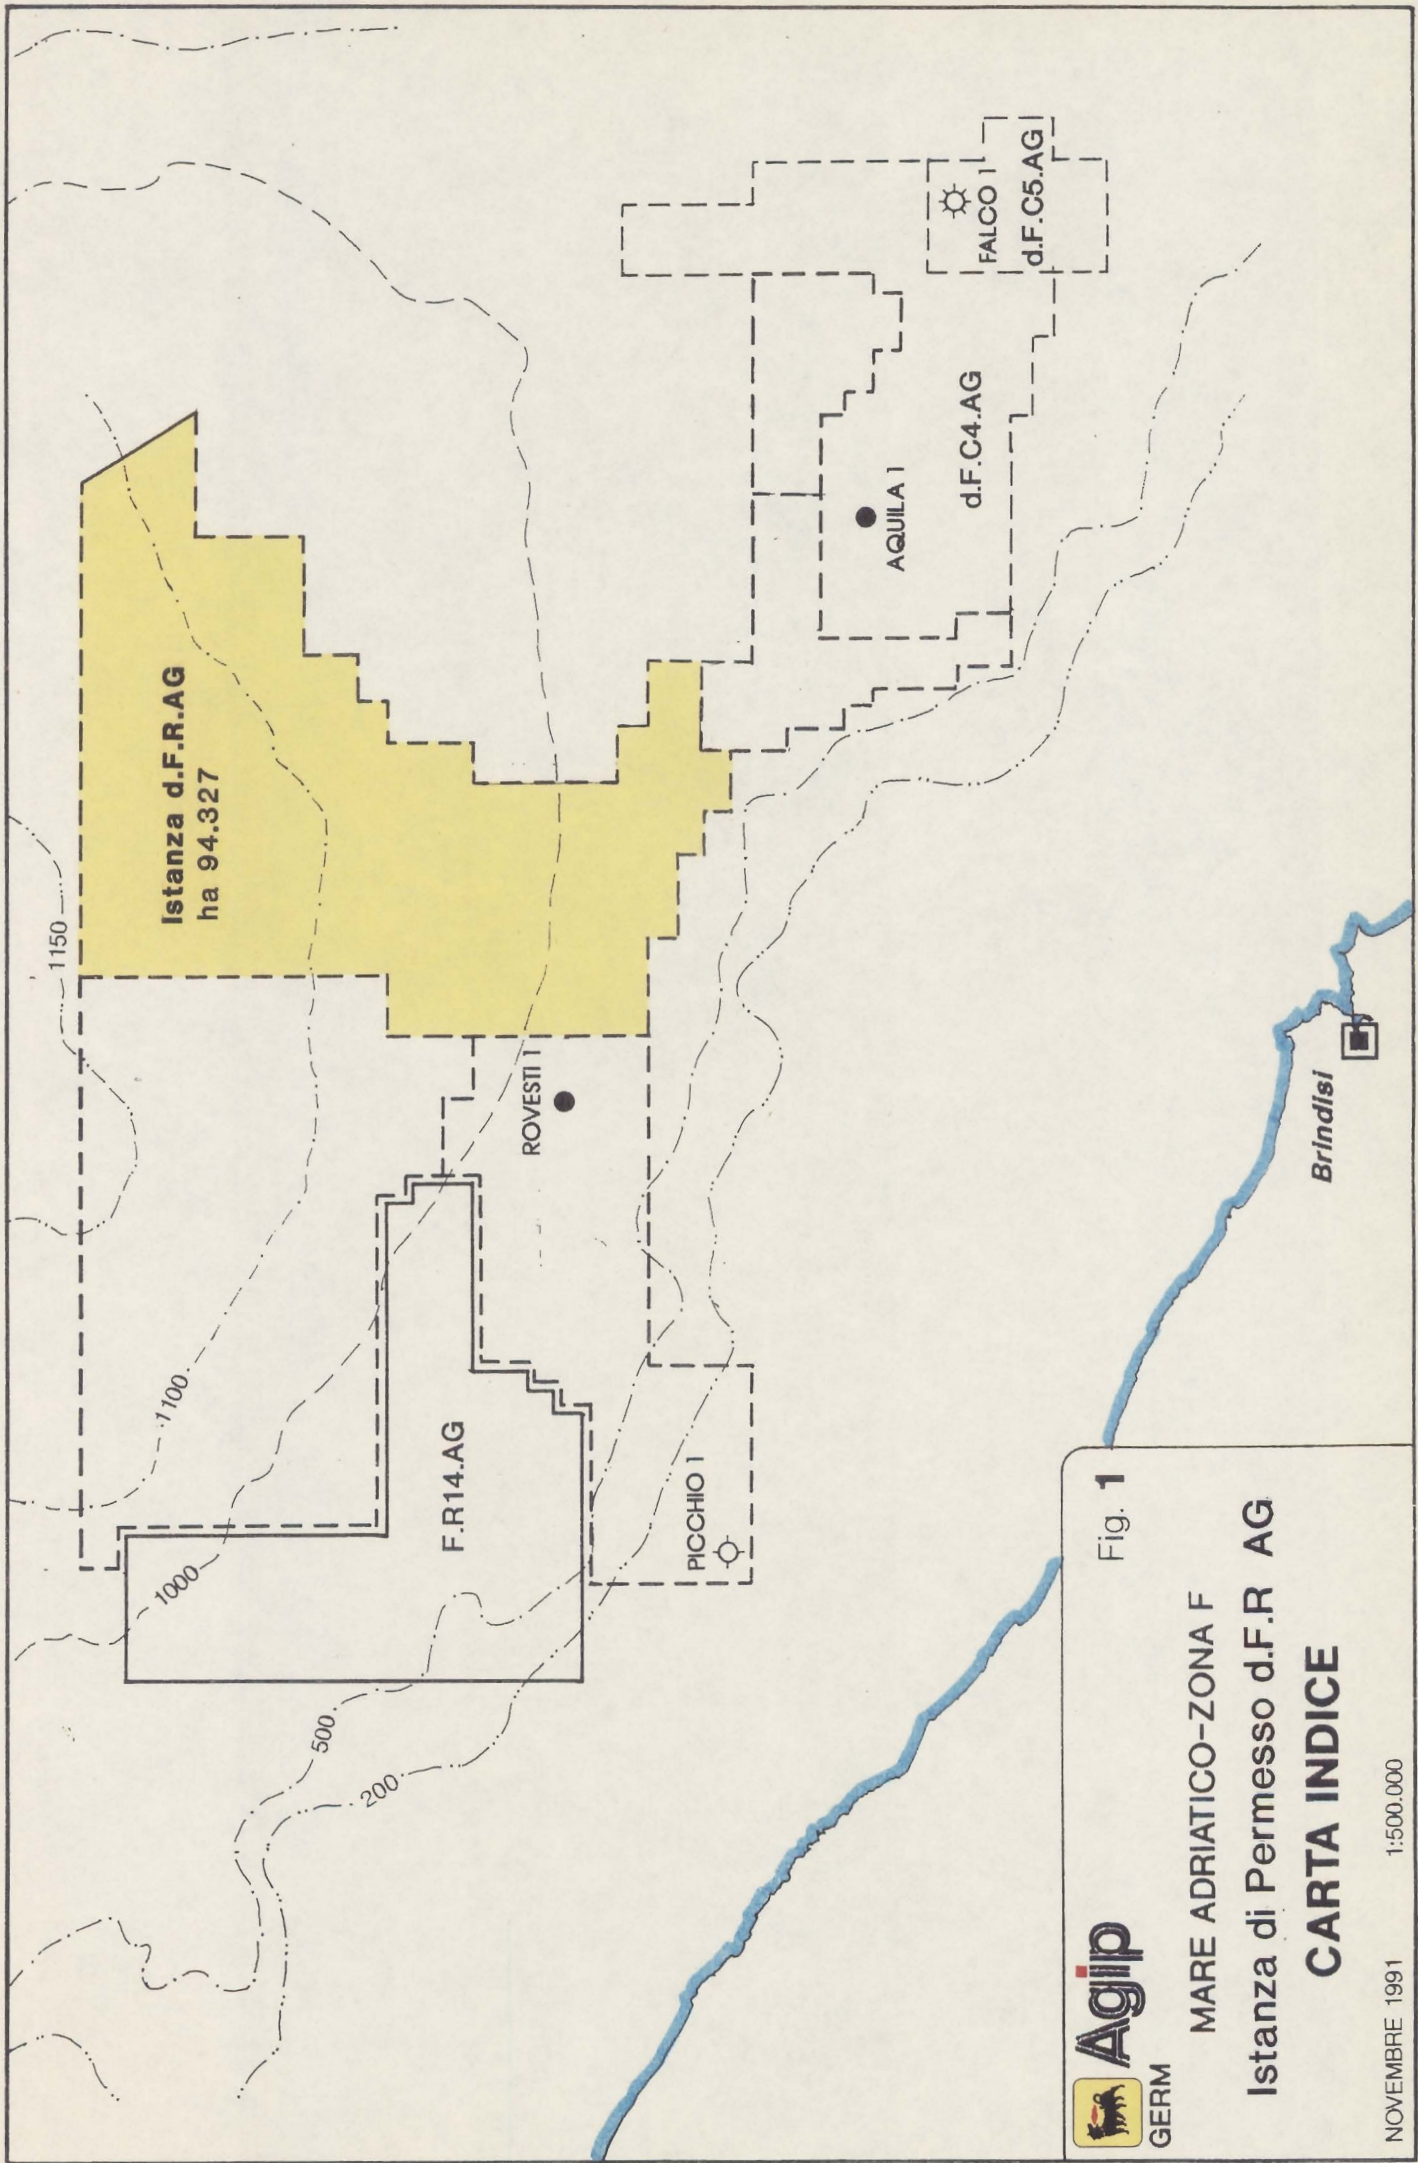 1150
1100
1000
500
200
Istanza d.F.R.AG
ha 94.327
F.R14.AG
ROVESTI 1
PICCHIO 1
AQUILA 1
d.F.C4.AG
FALCO 1
d.F.C5.AG
Brindisi
Agip
GERM
Fig. 1
MARE ADRIATICO-ZONA F
Istanza di Permesso d.F.R AG
CARTA INDICE
NOVEMBRE 1991
1:500.000